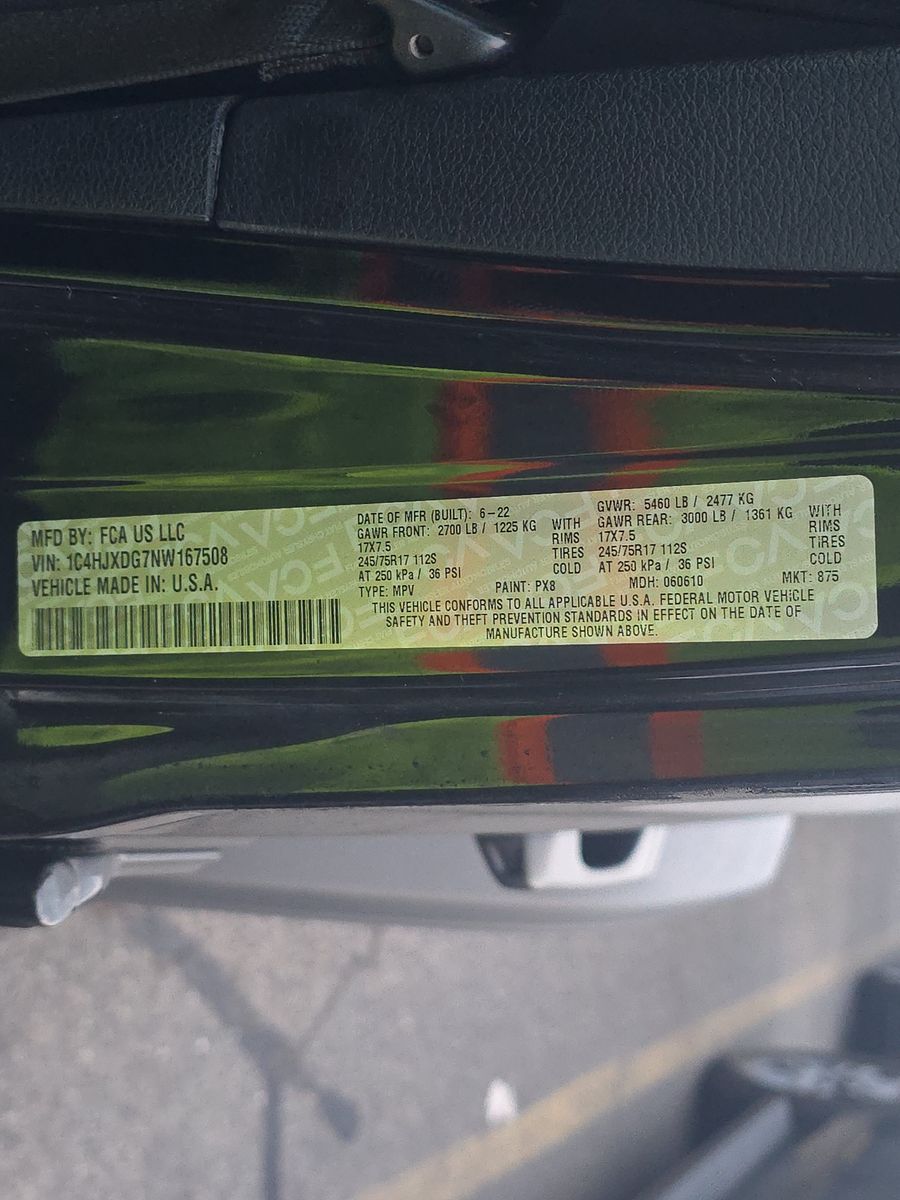 MFD BY: FCA US LLC
VIN: 1C4HJXDG7NW167508
VEHICLE MADE IN: U.S.A.
DATE OF MFR (BUILT): 6-22 GVWR: 5460 LB / 2477 KG
GAWR FRONT: 2700 LB / 1225 KG WITH GAWR REAR: 3000 LB / 1361 KG WITH
17X7.5 RIMS 17X7.5 RIMS
245/75R17 112S TIRES 245/75R17 112S TIRES
AT 250 kPa / 36 PSI COLD AT 250 kPa / 36 PSI COLD
TYPE: MPV PAINT: PX8 MDH: 060610 MKT: 875
THIS VEHICLE CONFORMS TO ALL APPLICABLE U.S.A. FEDERAL MOTOR VEHICLE
SAFETY AND THEFT PREVENTION STANDARDS IN EFFECT ON THE DATE OF
MANUFACTURE SHOWN ABOVE.